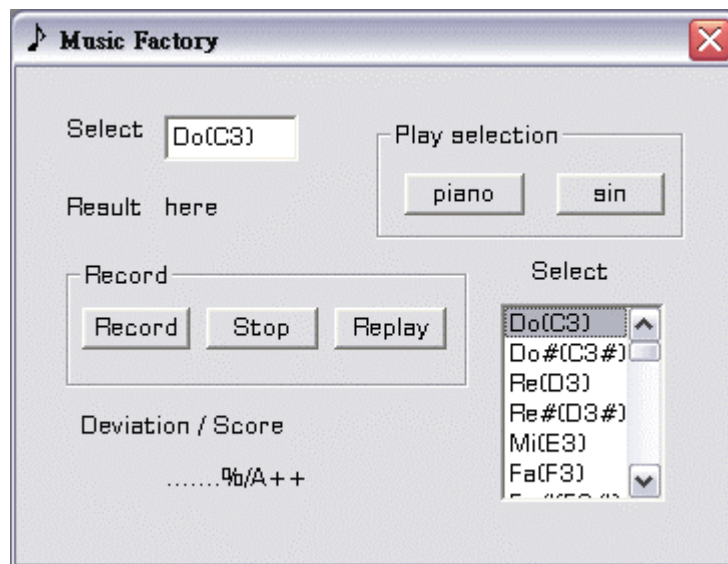 Music Factory
Select Do(C3)
Play selection
piano sin
Result here
Record
Record Stop Replay
Select
Do(C3)
Do#(C3#)
Re(D3)
Re#(D3#)
Mi(E3)
Fa(F3)
Deviation / Score
.......%/A++